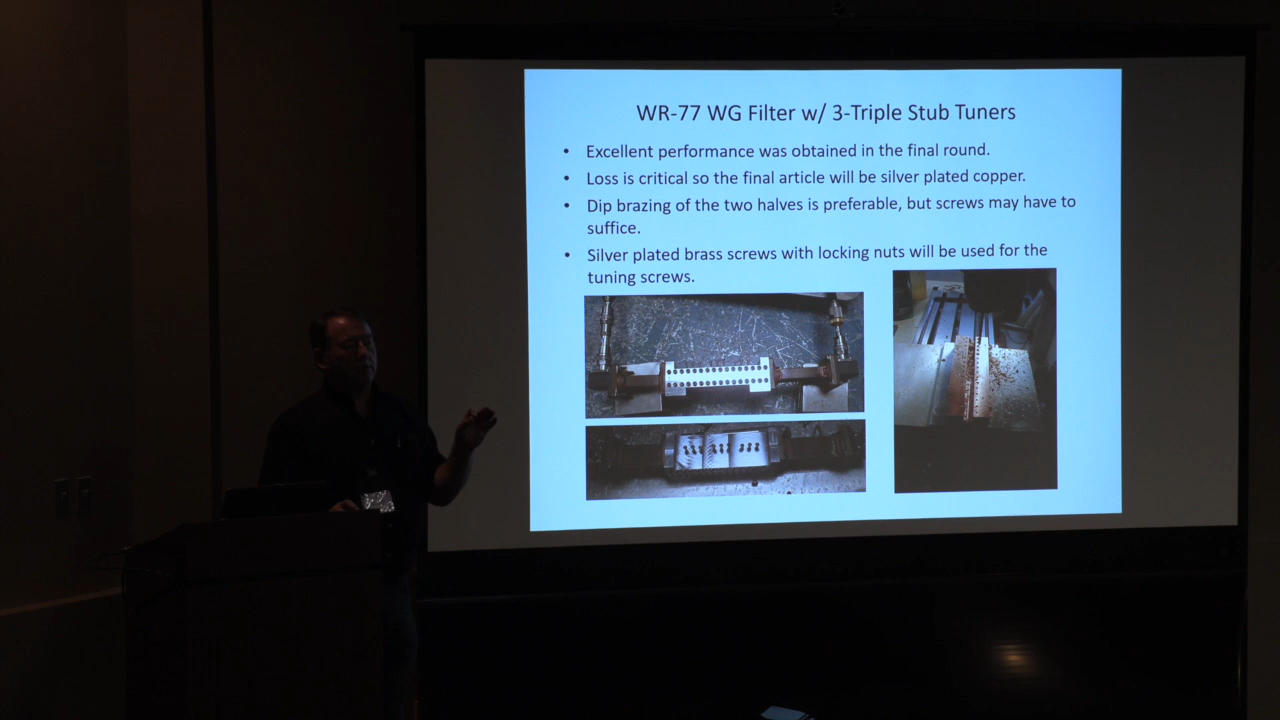 WR-77 WG Filter w/ 3-Triple Stub Tuners
• Excellent performance was obtained in the final round.
• Loss is critical so the final article will be silver plated copper.
• Dip brazing of the two halves is preferable, but screws may have to
suffice.
• Silver plated brass screws with locking nuts will be used for the
tuning screws.